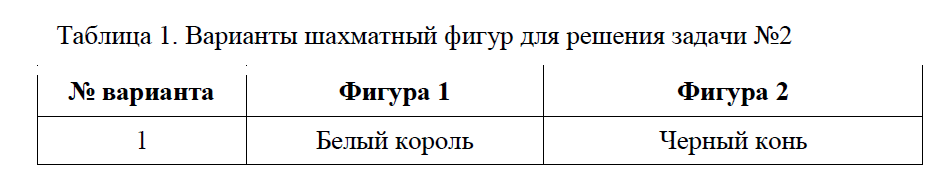 Таблица 1. Варианты шахматный фигур для решения задачи №2
№ варианта Фигура 1 Фигура 2
1 Белый король Черный конь